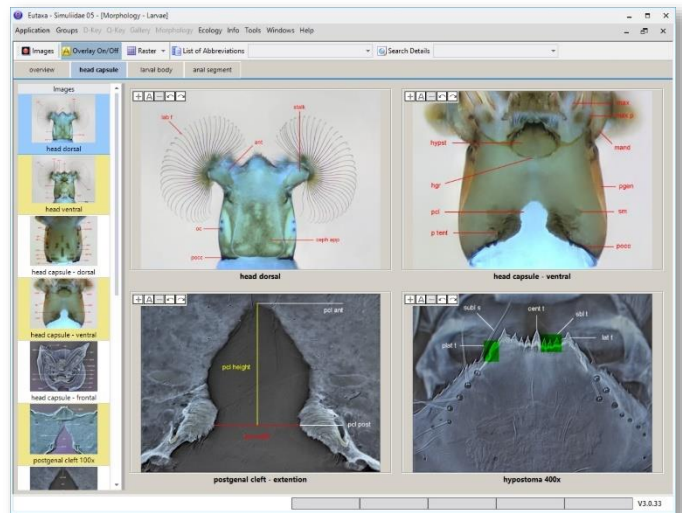 Eutaxa - Simuliidae 05 - [Morphology - Larvae]
Application Groups D-Key Q-Key Gallery Morphology Ecology Info Tools Windows Help
Images Overlay On/Off Raster List of Abbreviations Search Details
overview head capsule larval body anal segment
Images
head dorsal
head ventral
head capsule - dorsal
head capsule - ventral
head capsule - frontal
postgenal cleft 100x
lab f
ant
stalk
oc
ceph app
pocc
head dorsal
max
max p
hypst
mand
hgr
pgen
pcl
sm
p tent
pocc
head capsule - ventral
pcl ant
pcl height
pcl post
postgenal cleft - extention
subl s
cent t
sbl t
plat t
lat t
hypostoma 400x
V3.0.33